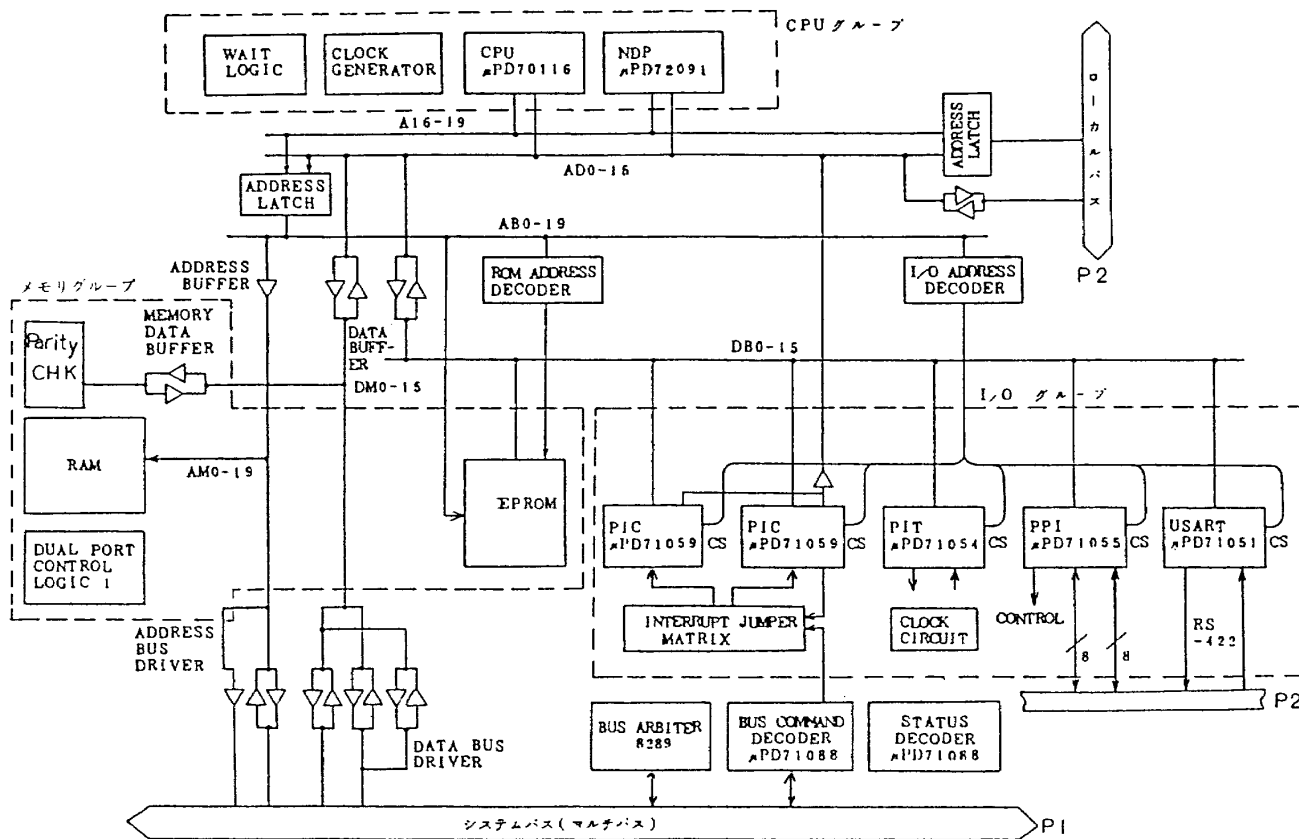 CPUグループ
WAIT
LOGIC
CLOCK
GENERATOR
CPU
μPD70116
NDP
μPD72091
A16-19
AD0-15
ADDRESS
LATCH
ADDRESS
LATCH
ローカルバス
P2
AB0-19
ADDRESS
BUFFER
ROM ADDRESS
DECODER
I/O ADDRESS
DECODER
メモリグループ
MEMORY
DATA
BUFFER
DATA
BUFF-
ER
Parity
CHK
DB0-15
DM0-15
I/O グループ
RAM
AM0-19
EPROM
DUAL PORT
CONTROL
LOGIC 1
PIC
μPD71059
CS
PIC
μPD71059
CS
PIT
μPD71054
CS
PPI
μPD71055
CS
USART
μPD71051
CS
INTERRUPT JUMPER
MATRIX
CLOCK
CIRCUIT
CONTROL
8
8
RS
-422
P2
ADDRESS
BUS
DRIVER
DATA BUS
DRIVER
BUS ARBITER
8289
BUS COMMAND
DECODER
μPD71088
STATUS
DECODER
μPD71088
システムバス(マルチバス)
P1